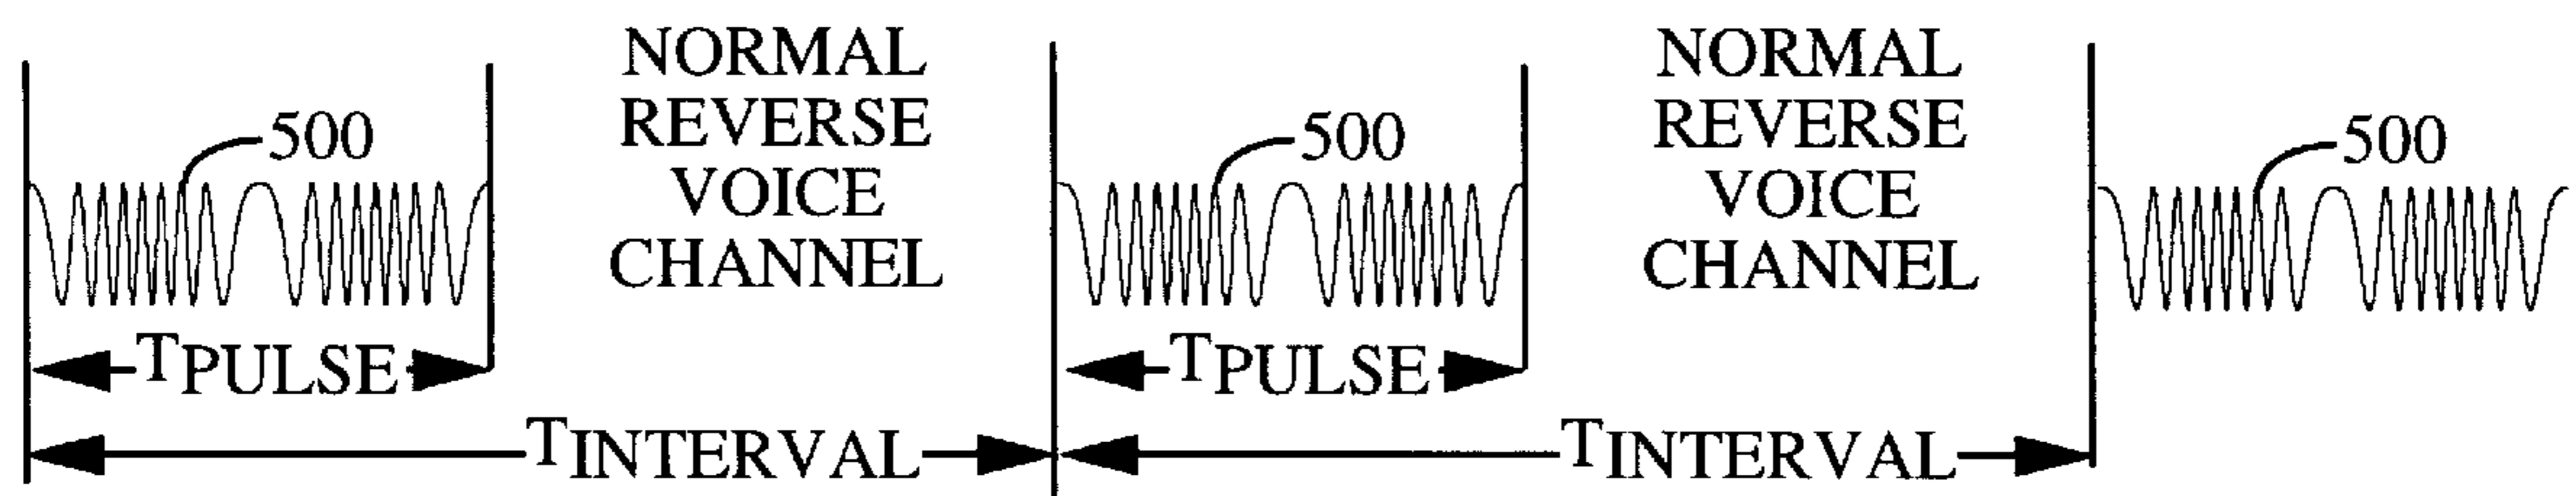 500
NORMAL
REVERSE
VOICE
CHANNEL
500
NORMAL
REVERSE
VOICE
CHANNEL
500
TPULSE
TPULSE
TINTERVAL
TINTERVAL